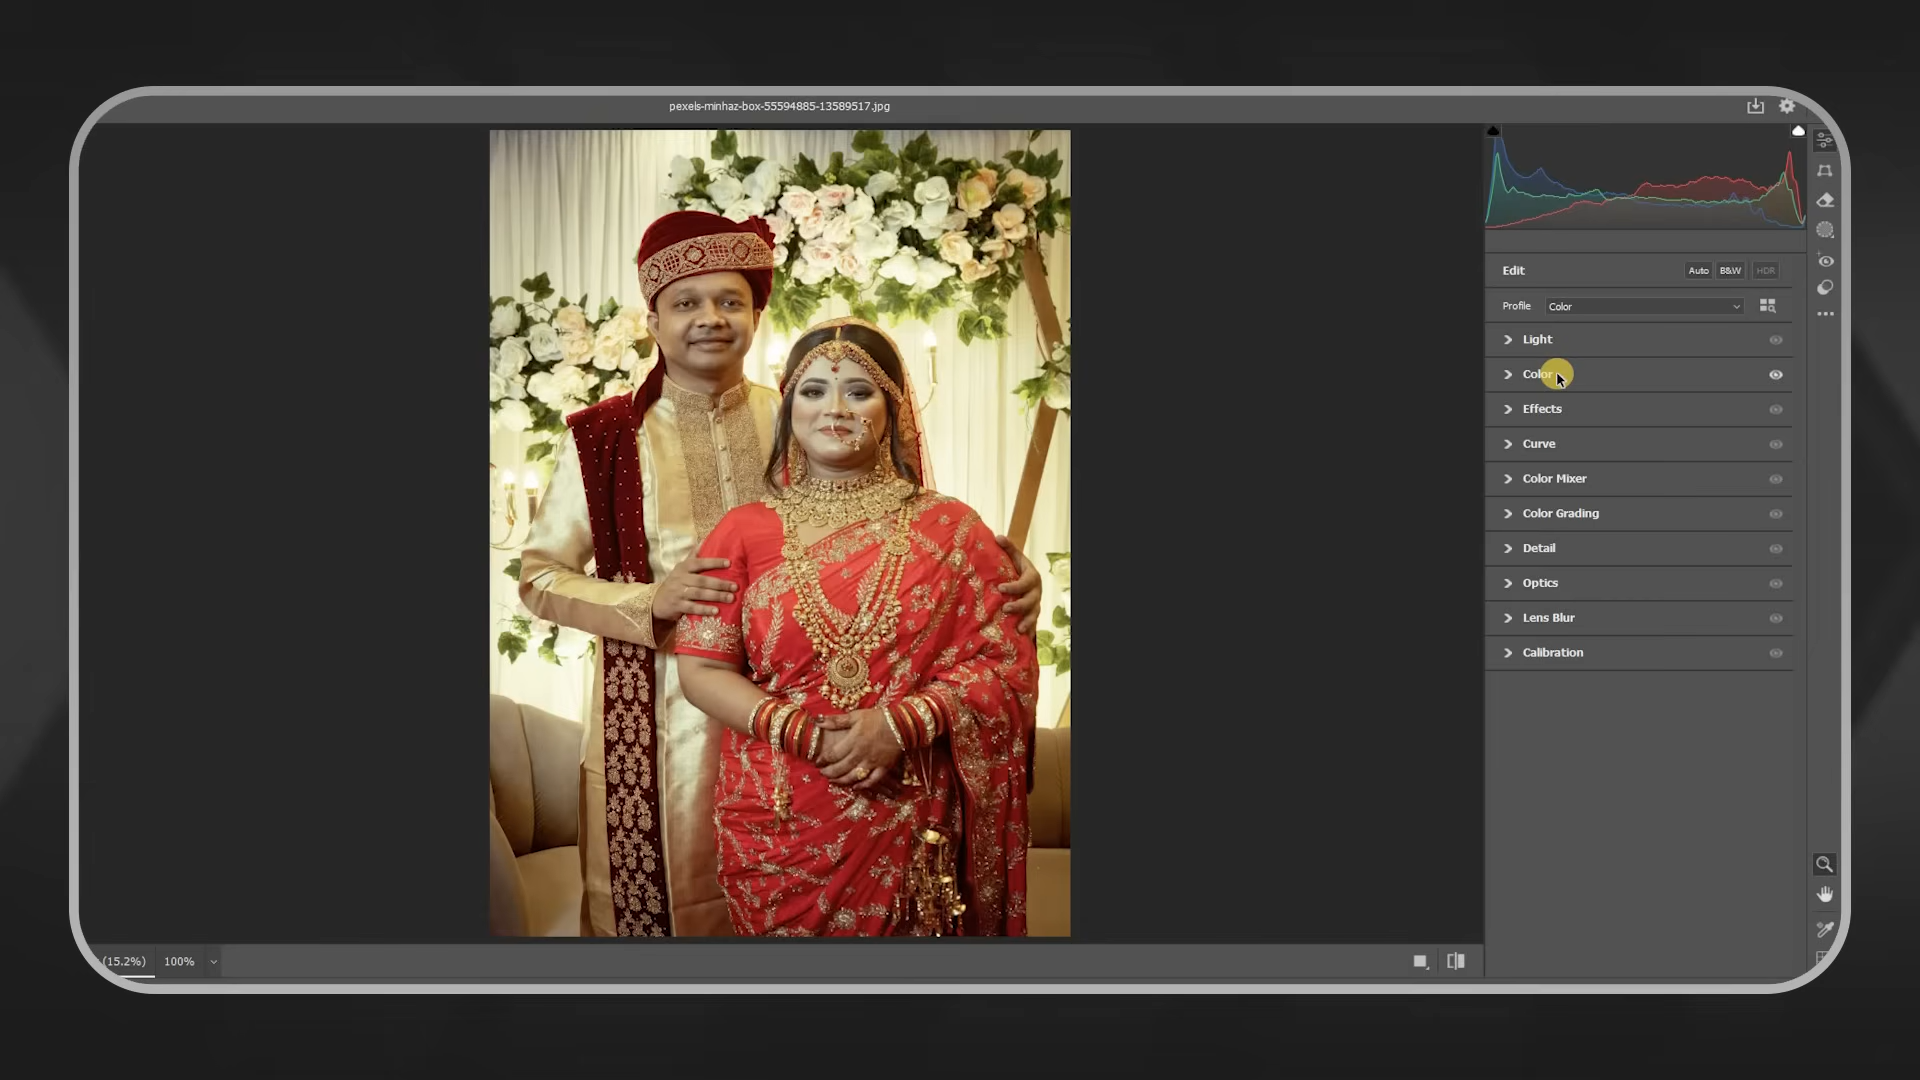 pexels-minhaz-box-55594885-13589517.jpg
Edit
Auto
B&W
HDR
Profile
Color
Light
Color
Effects
Curve
Color Mixer
Color Grading
Detail
Optics
Lens Blur
Calibration
(15.2%)
100%